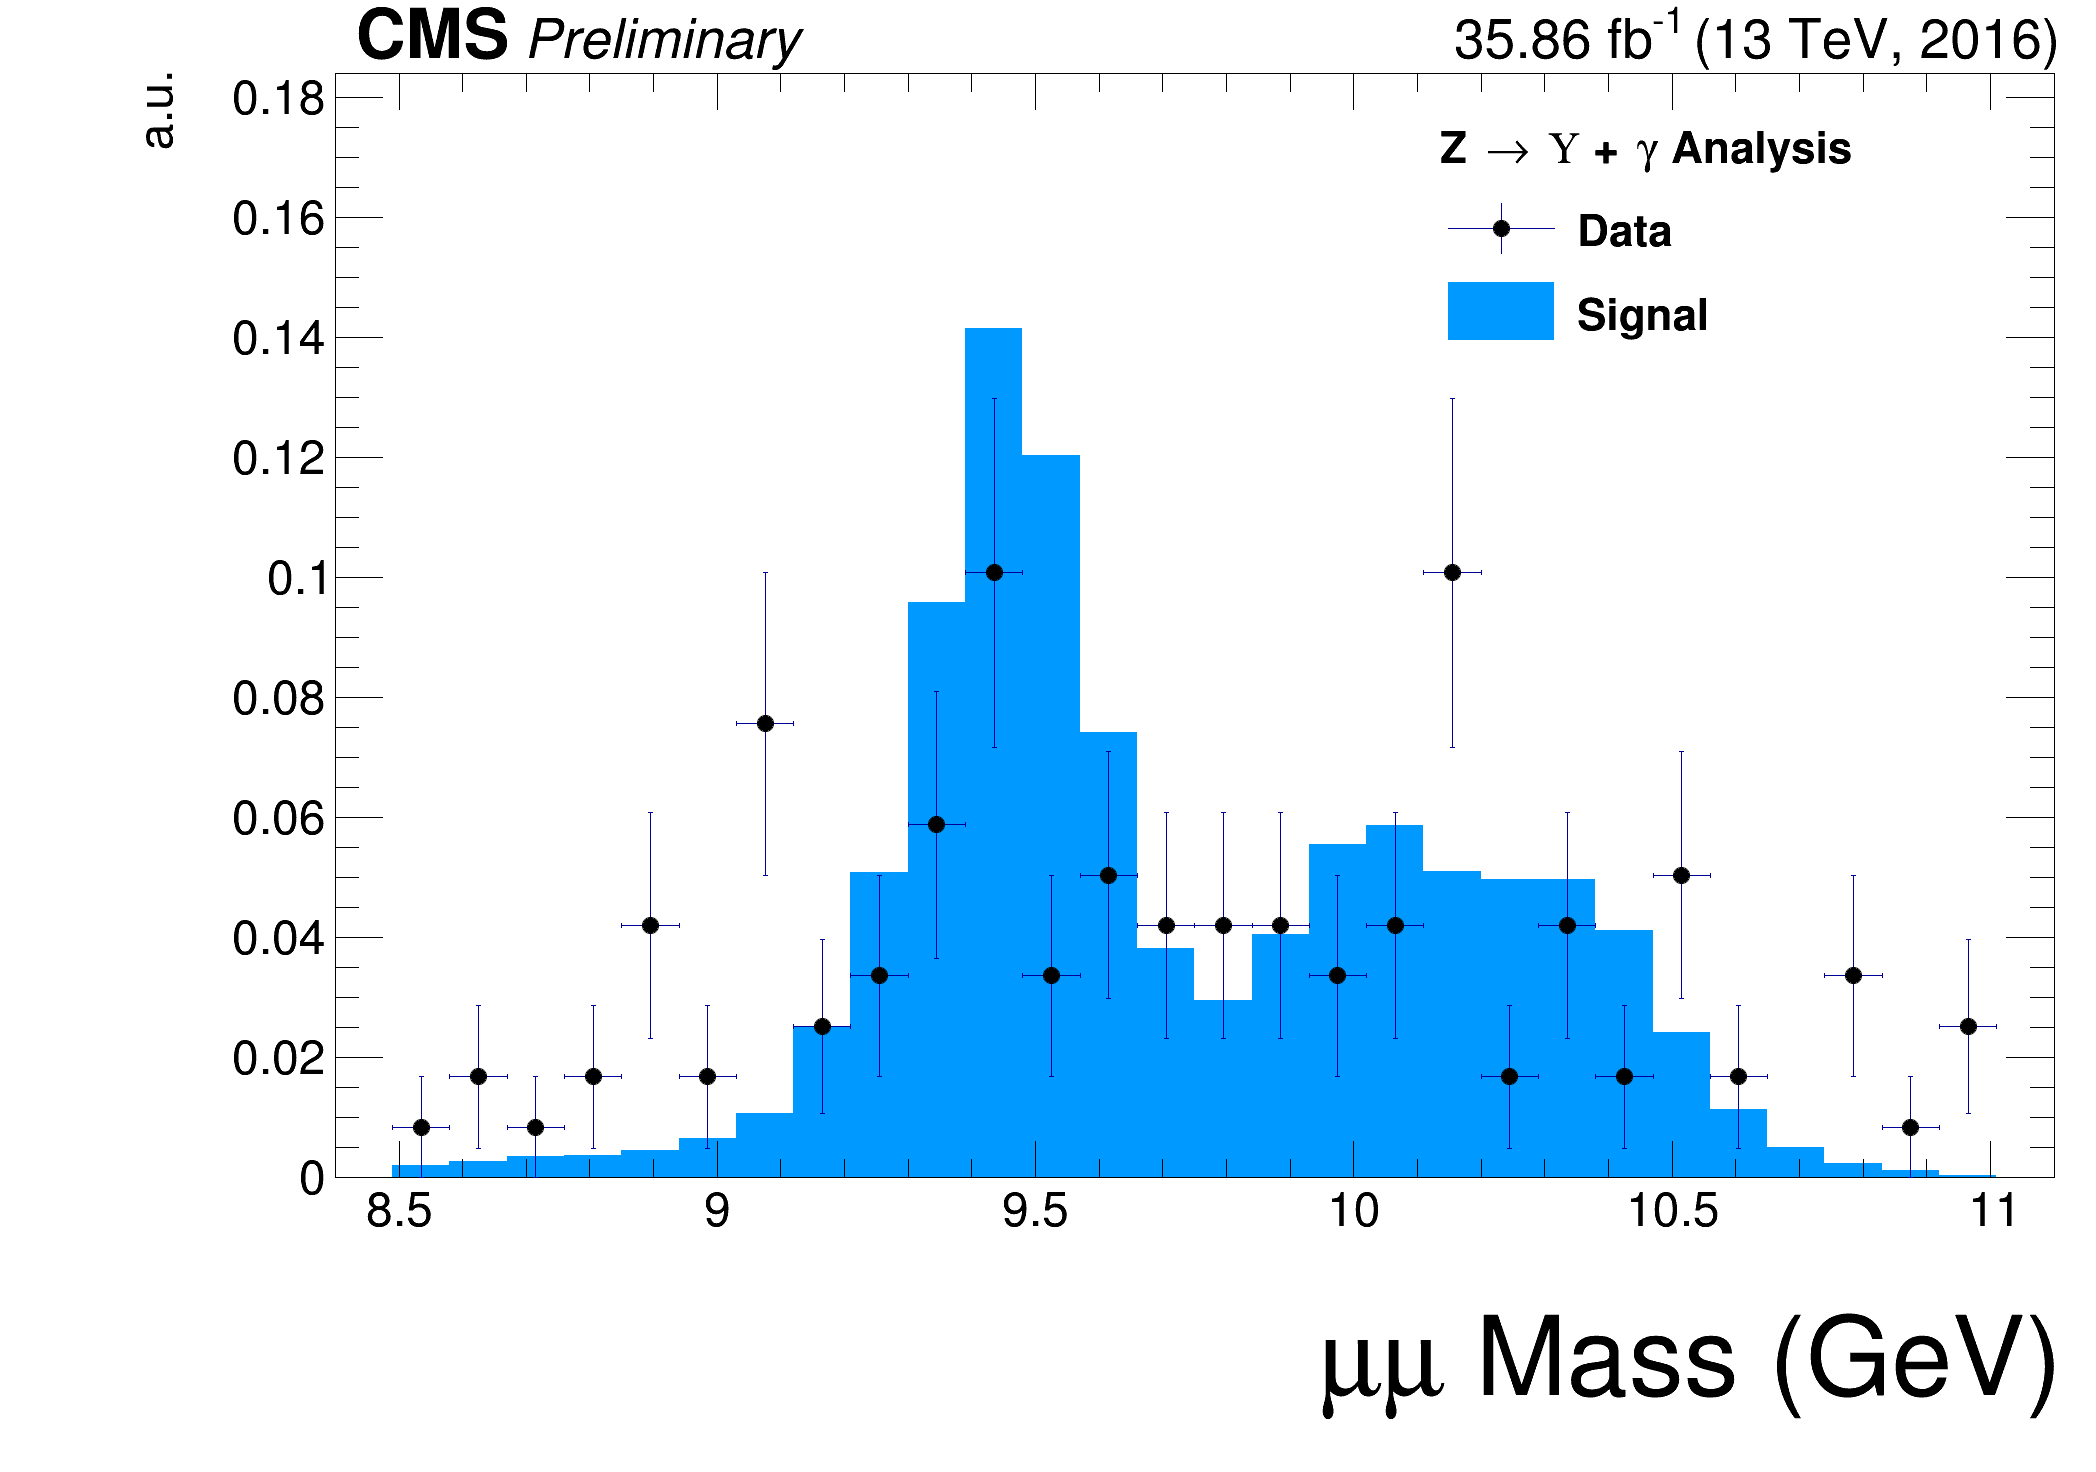 CMS Preliminary 35.86 fb⁻¹ (13 TeV, 2016)
a.u.
0.18
0.16
0.14
0.12
0.1
0.08
0.06
0.04
0.02
0
Z → ϒ + γ Analysis
Data
Signal
8.5 9 9.5 10 10.5 11
μμ Mass (GeV)